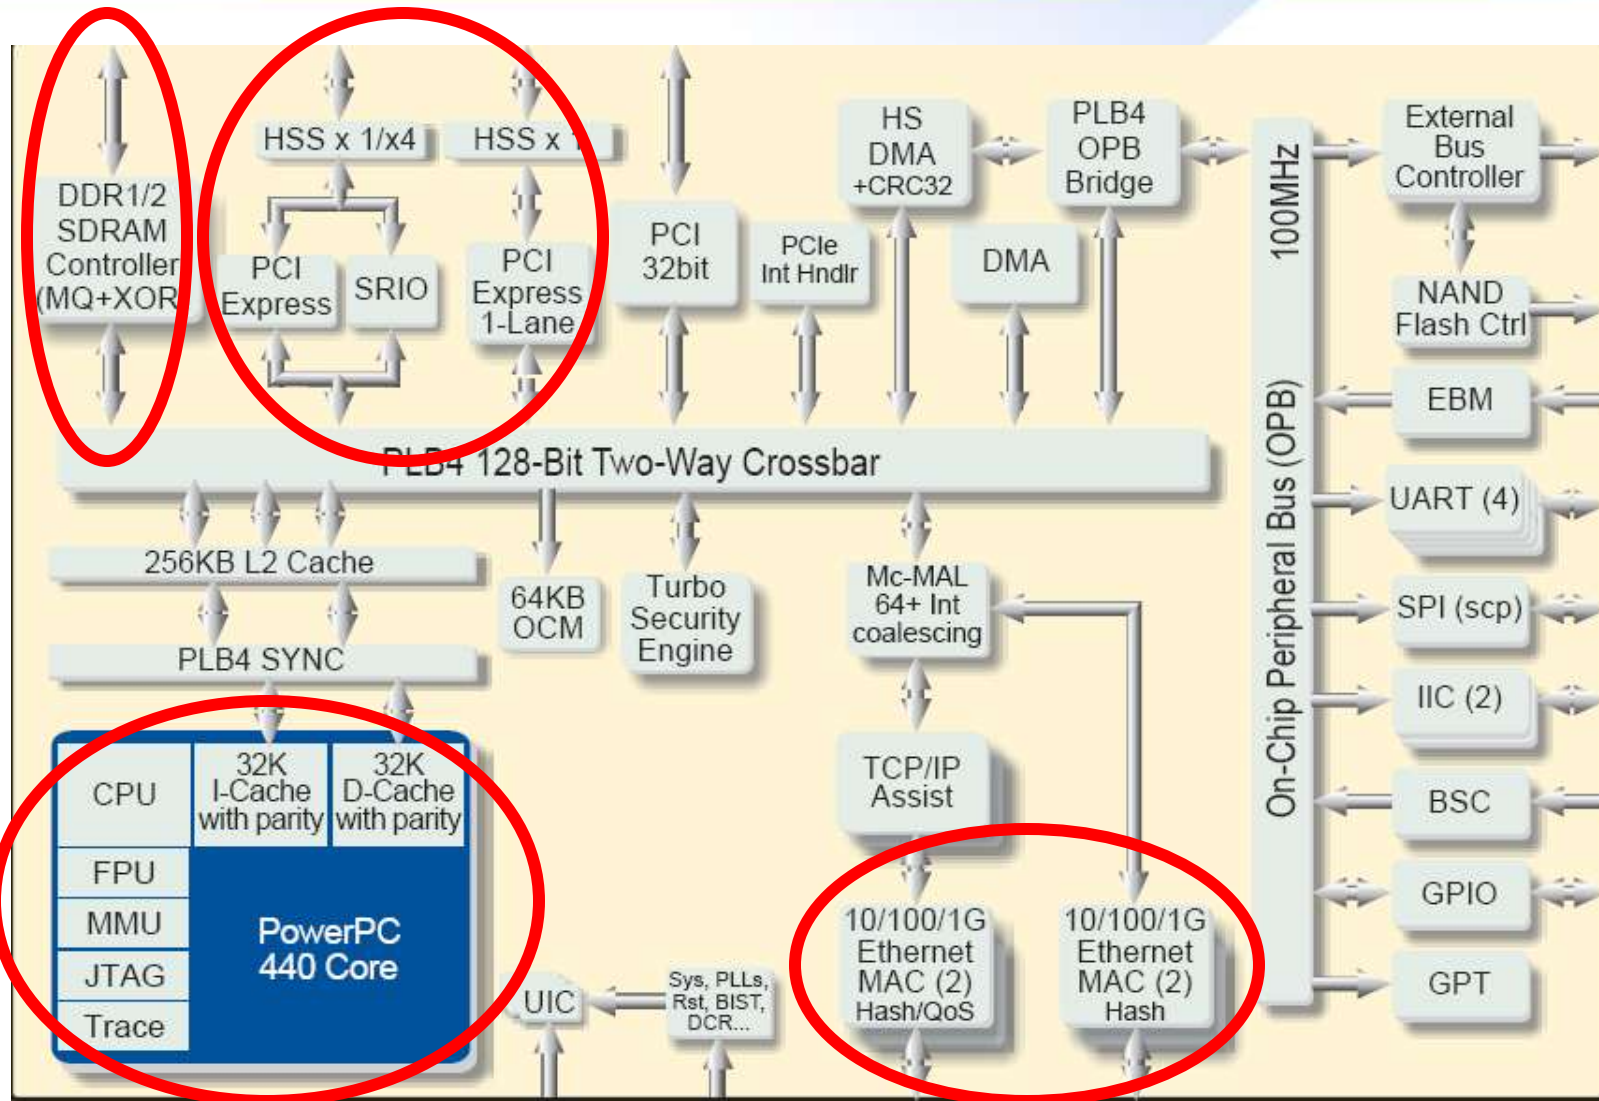 DDR1/2
SDRAM
Controller
(MQ+XOR
HSS x 1/x4
HSS x 1
PCI
Express
SRIO
PCI
Express
1-Lane
PCI
32bit
PCIe
Int Hndlr
HS
DMA
+CRC32
DMA
PLB4
OPB
Bridge
PLB4 128-Bit Two-Way Crossbar
256KB L2 Cache
PLB4 SYNC
64KB
OCM
Turbo
Security
Engine
Mc-MAL
64+ Int
coalescing
TCP/IP
Assist
10/100/1G
Ethernet
MAC (2)
Hash/QoS
10/100/1G
Ethernet
MAC (2)
Hash
CPU
32K
I-Cache
with parity
32K
D-Cache
with parity
FPU
MMU
JTAG
Trace
PowerPC
440 Core
UIC
Sys, PLLs,
Rst, BIST,
DCR...
On-Chip Peripheral Bus (OPB) 100MHz
External
Bus
Controller
NAND
Flash Ctrl
EBM
UART (4)
SPI (scp)
IIC (2)
BSC
GPIO
GPT